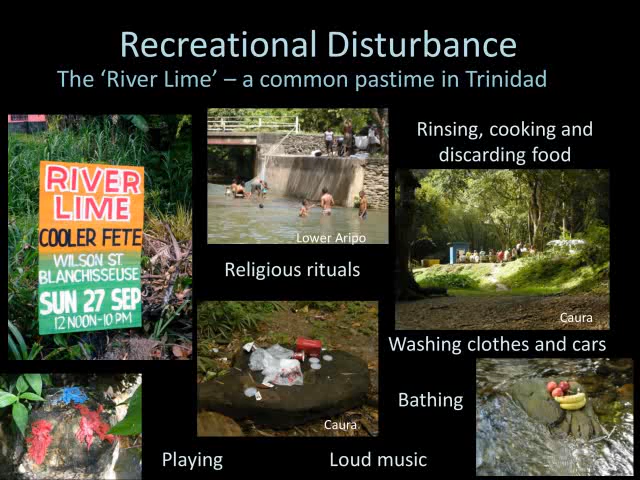 Recreational Disturbance
The ‘River Lime’ – a common pastime in Trinidad
RIVER
LIME
COOLER FETE
WILSON ST
BLANCHISSEUSE
SUN 27 SEP
12 NOON-10 PM
Lower Aripo
Rinsing, cooking and
discarding food
Caura
Religious rituals
Washing clothes and cars
Caura
Bathing
Playing
Loud music